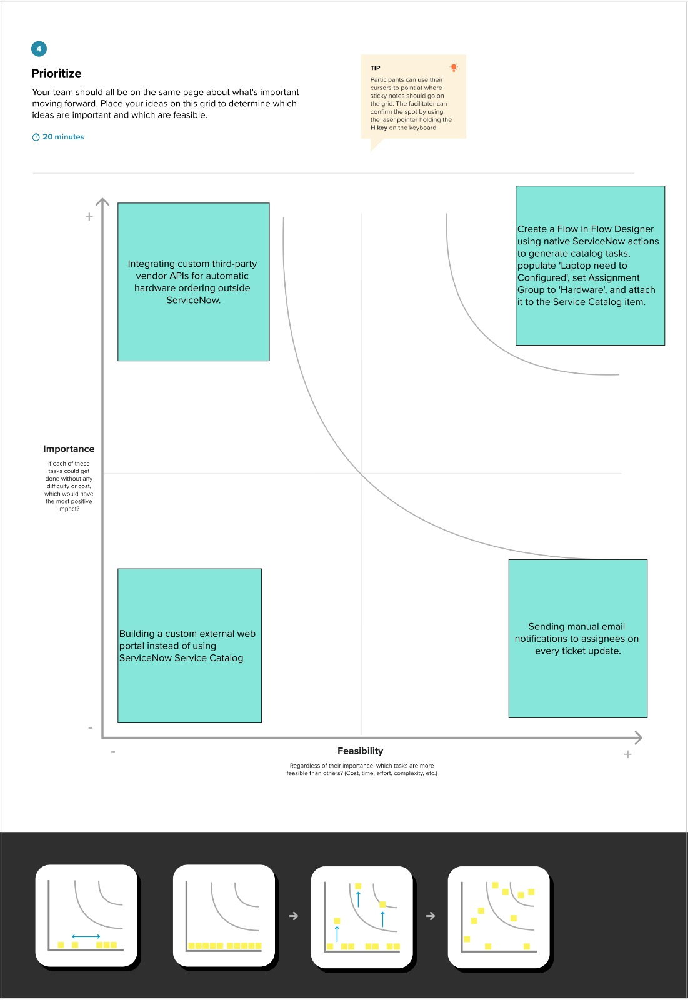 4
Prioritize
Your team should all be on the same page about what's important
moving forward. Place your ideas on this grid to determine which
ideas are important and which are feasible.
20 minutes
TIP
Participants can use their
cursors to point at where
sticky notes should go on
the grid. The facilitator can
confirm the spot by using
the laser pointer holding the
H key on the keyboard.
+
Integrating custom third-party
vendor APIs for automatic
hardware ordering outside
ServiceNow.
Create a Flow in Flow Designer
using native ServiceNow actions
to generate catalog tasks,
populate 'Laptop need to
Configured', set Assignment
Group to 'Hardware', and attach
it to the Service Catalog item.
Importance
If each of these
tasks could get
done without any
difficulty or cost,
which would have
the most positive
impact?
Building a custom external web
portal instead of using
ServiceNow Service Catalog
Sending manual email
notifications to assignees on
every ticket update.
-
-
Feasibility
+
Regardless of their importance, which tasks are more
feasible than others? (Cost, time, effort, complexity, etc.)